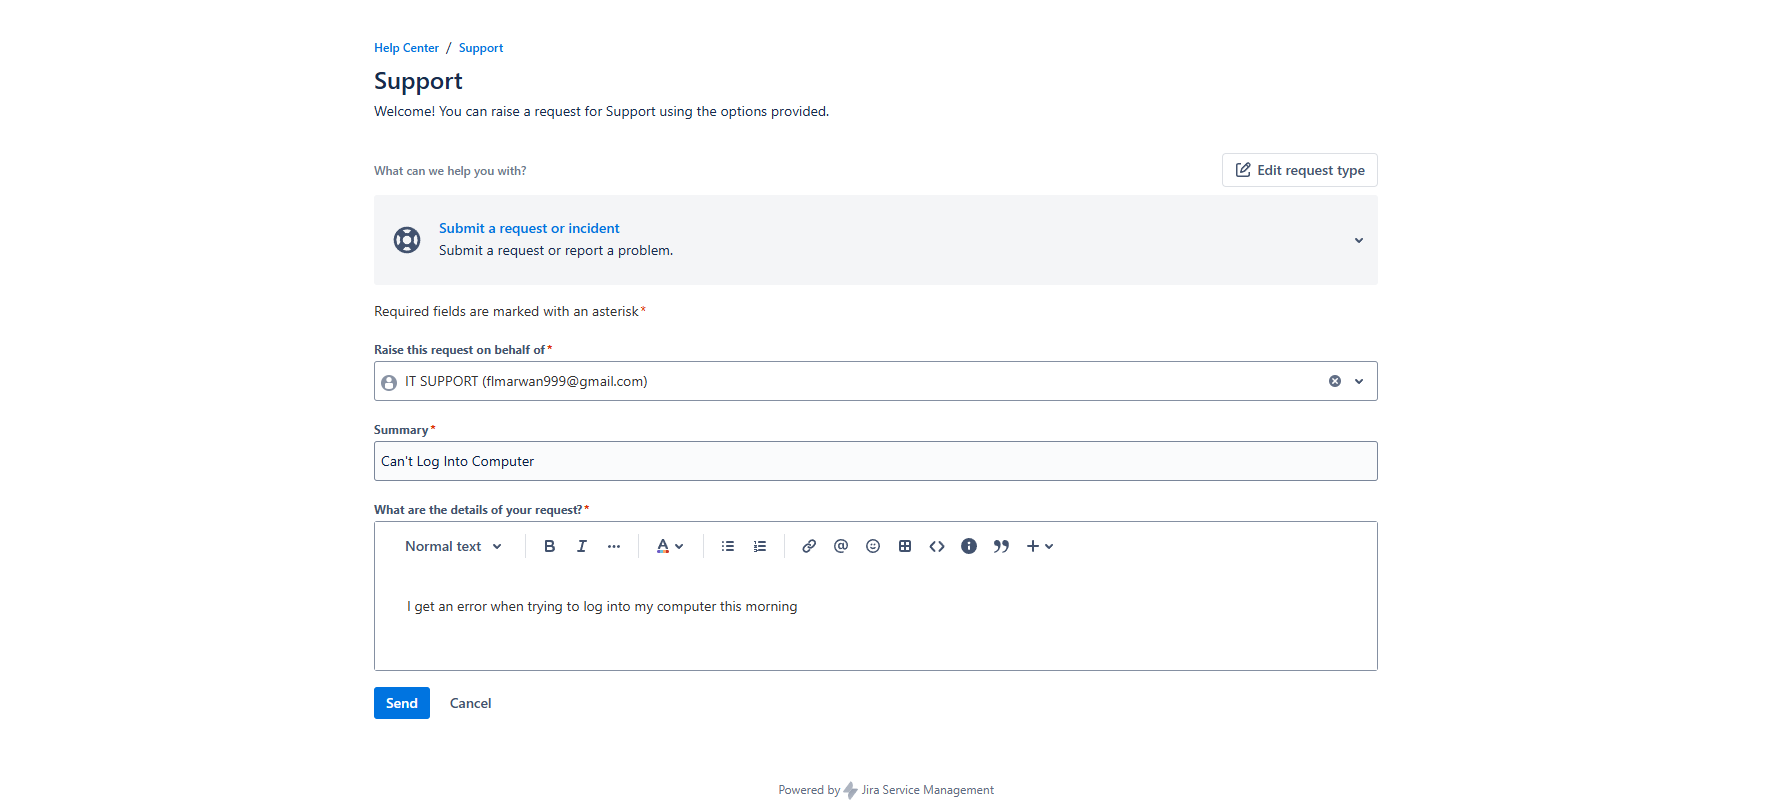 Help Center / Support
Support
Welcome! You can raise a request for Support using the options provided.
What can we help you with?
Edit request type
Submit a request or incident
Submit a request or report a problem.
Required fields are marked with an asterisk*
Raise this request on behalf of*
IT SUPPORT (flmarwan999@gmail.com)
Summary*
Can't Log Into Computer
What are the details of your request?*
Normal text B I ... A @ <> +
I get an error when trying to log into my computer this morning
Send Cancel
Powered by Jira Service Management